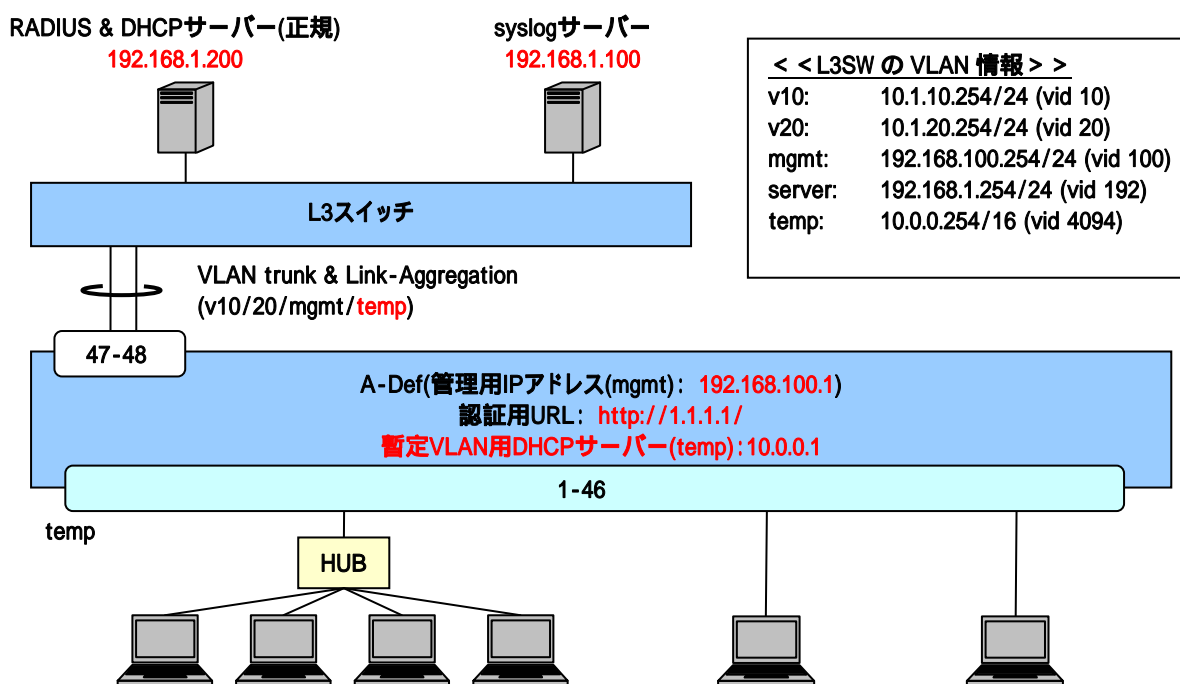 RADIUS & DHCPサーバー(正規)
192.168.1.200
syslogサーバー
192.168.1.100
＜＜L3SW の VLAN 情報＞＞
v10: 10.1.10.254/24 (vid 10)
v20: 10.1.20.254/24 (vid 20)
mgmt: 192.168.100.254/24 (vid 100)
server: 192.168.1.254/24 (vid 192)
temp: 10.0.0.254/16 (vid 4094)
L3スイッチ
VLAN trunk & Link-Aggregation
(v10/20/mgmt/temp)
47-48
A-Def(管理用IPアドレス(mgmt)： 192.168.100.1)
認証用URL： http://1.1.1.1/
暫定VLAN用DHCPサーバー(temp)：10.0.0.1
1-46
temp
HUB